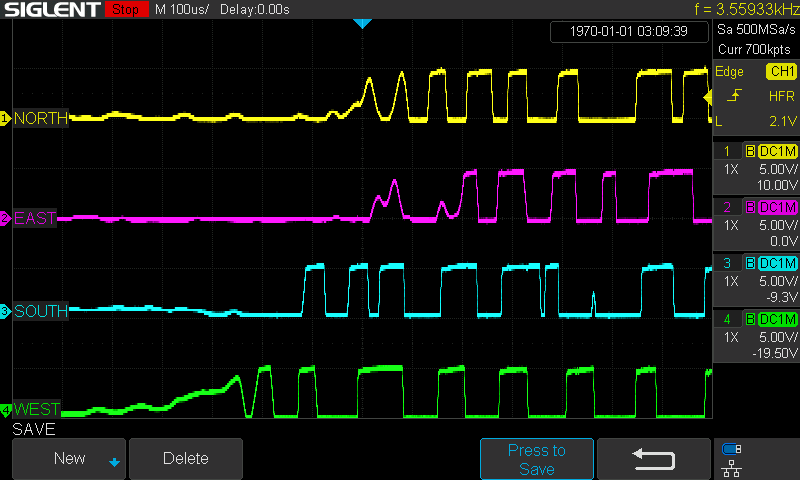 SIGLENT Stop M 100us/ Delay:0.00s f = 3.55933kHz
1970-01-01 03:09:39
Sa 500MSa/s
Curr 700kpts
Edge CH1
HFR
L 2.1V
1 B DC1M
1X 5.00V/
10.00V
2 B DC1M
1X 5.00V/
0.0V
3 B DC1M
1X 5.00V/
-9.3V
4 B DC1M
1X 5.00V/
-19.50V
1 NORTH
2 EAST
3 SOUTH
4 WEST
SAVE
New
Delete
Press to
Save